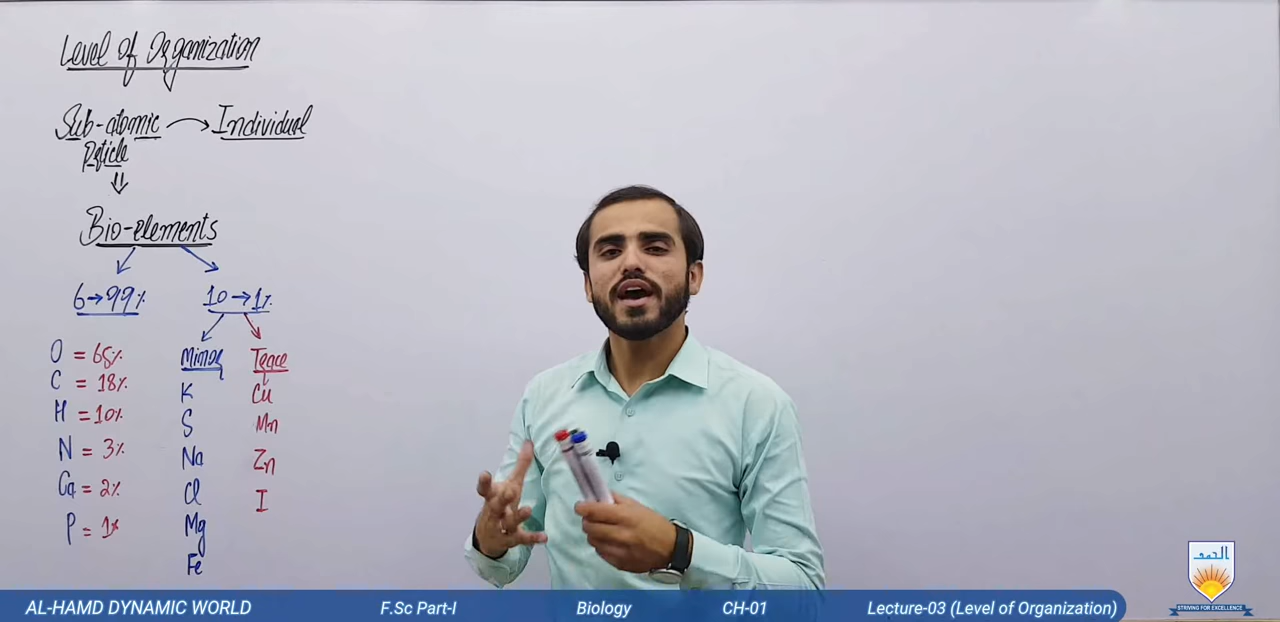 Level of Organization
Sub-atomic → Individual
Paticle
⇓
Bio-elements
6→99%
10→1%
O = 65%
C = 18%
H = 10%
N = 3%
Ca = 2%
P = 1%
Minor
K
S
Na
Cl
Mg
Fe
Trace
Cu
Mn
Zn
I
الحمد
STRIVING FOR EXCELLENCE
AL-HAMD DYNAMIC WORLD F.Sc Part-I Biology CH-01 Lecture-03 (Level of Organization)